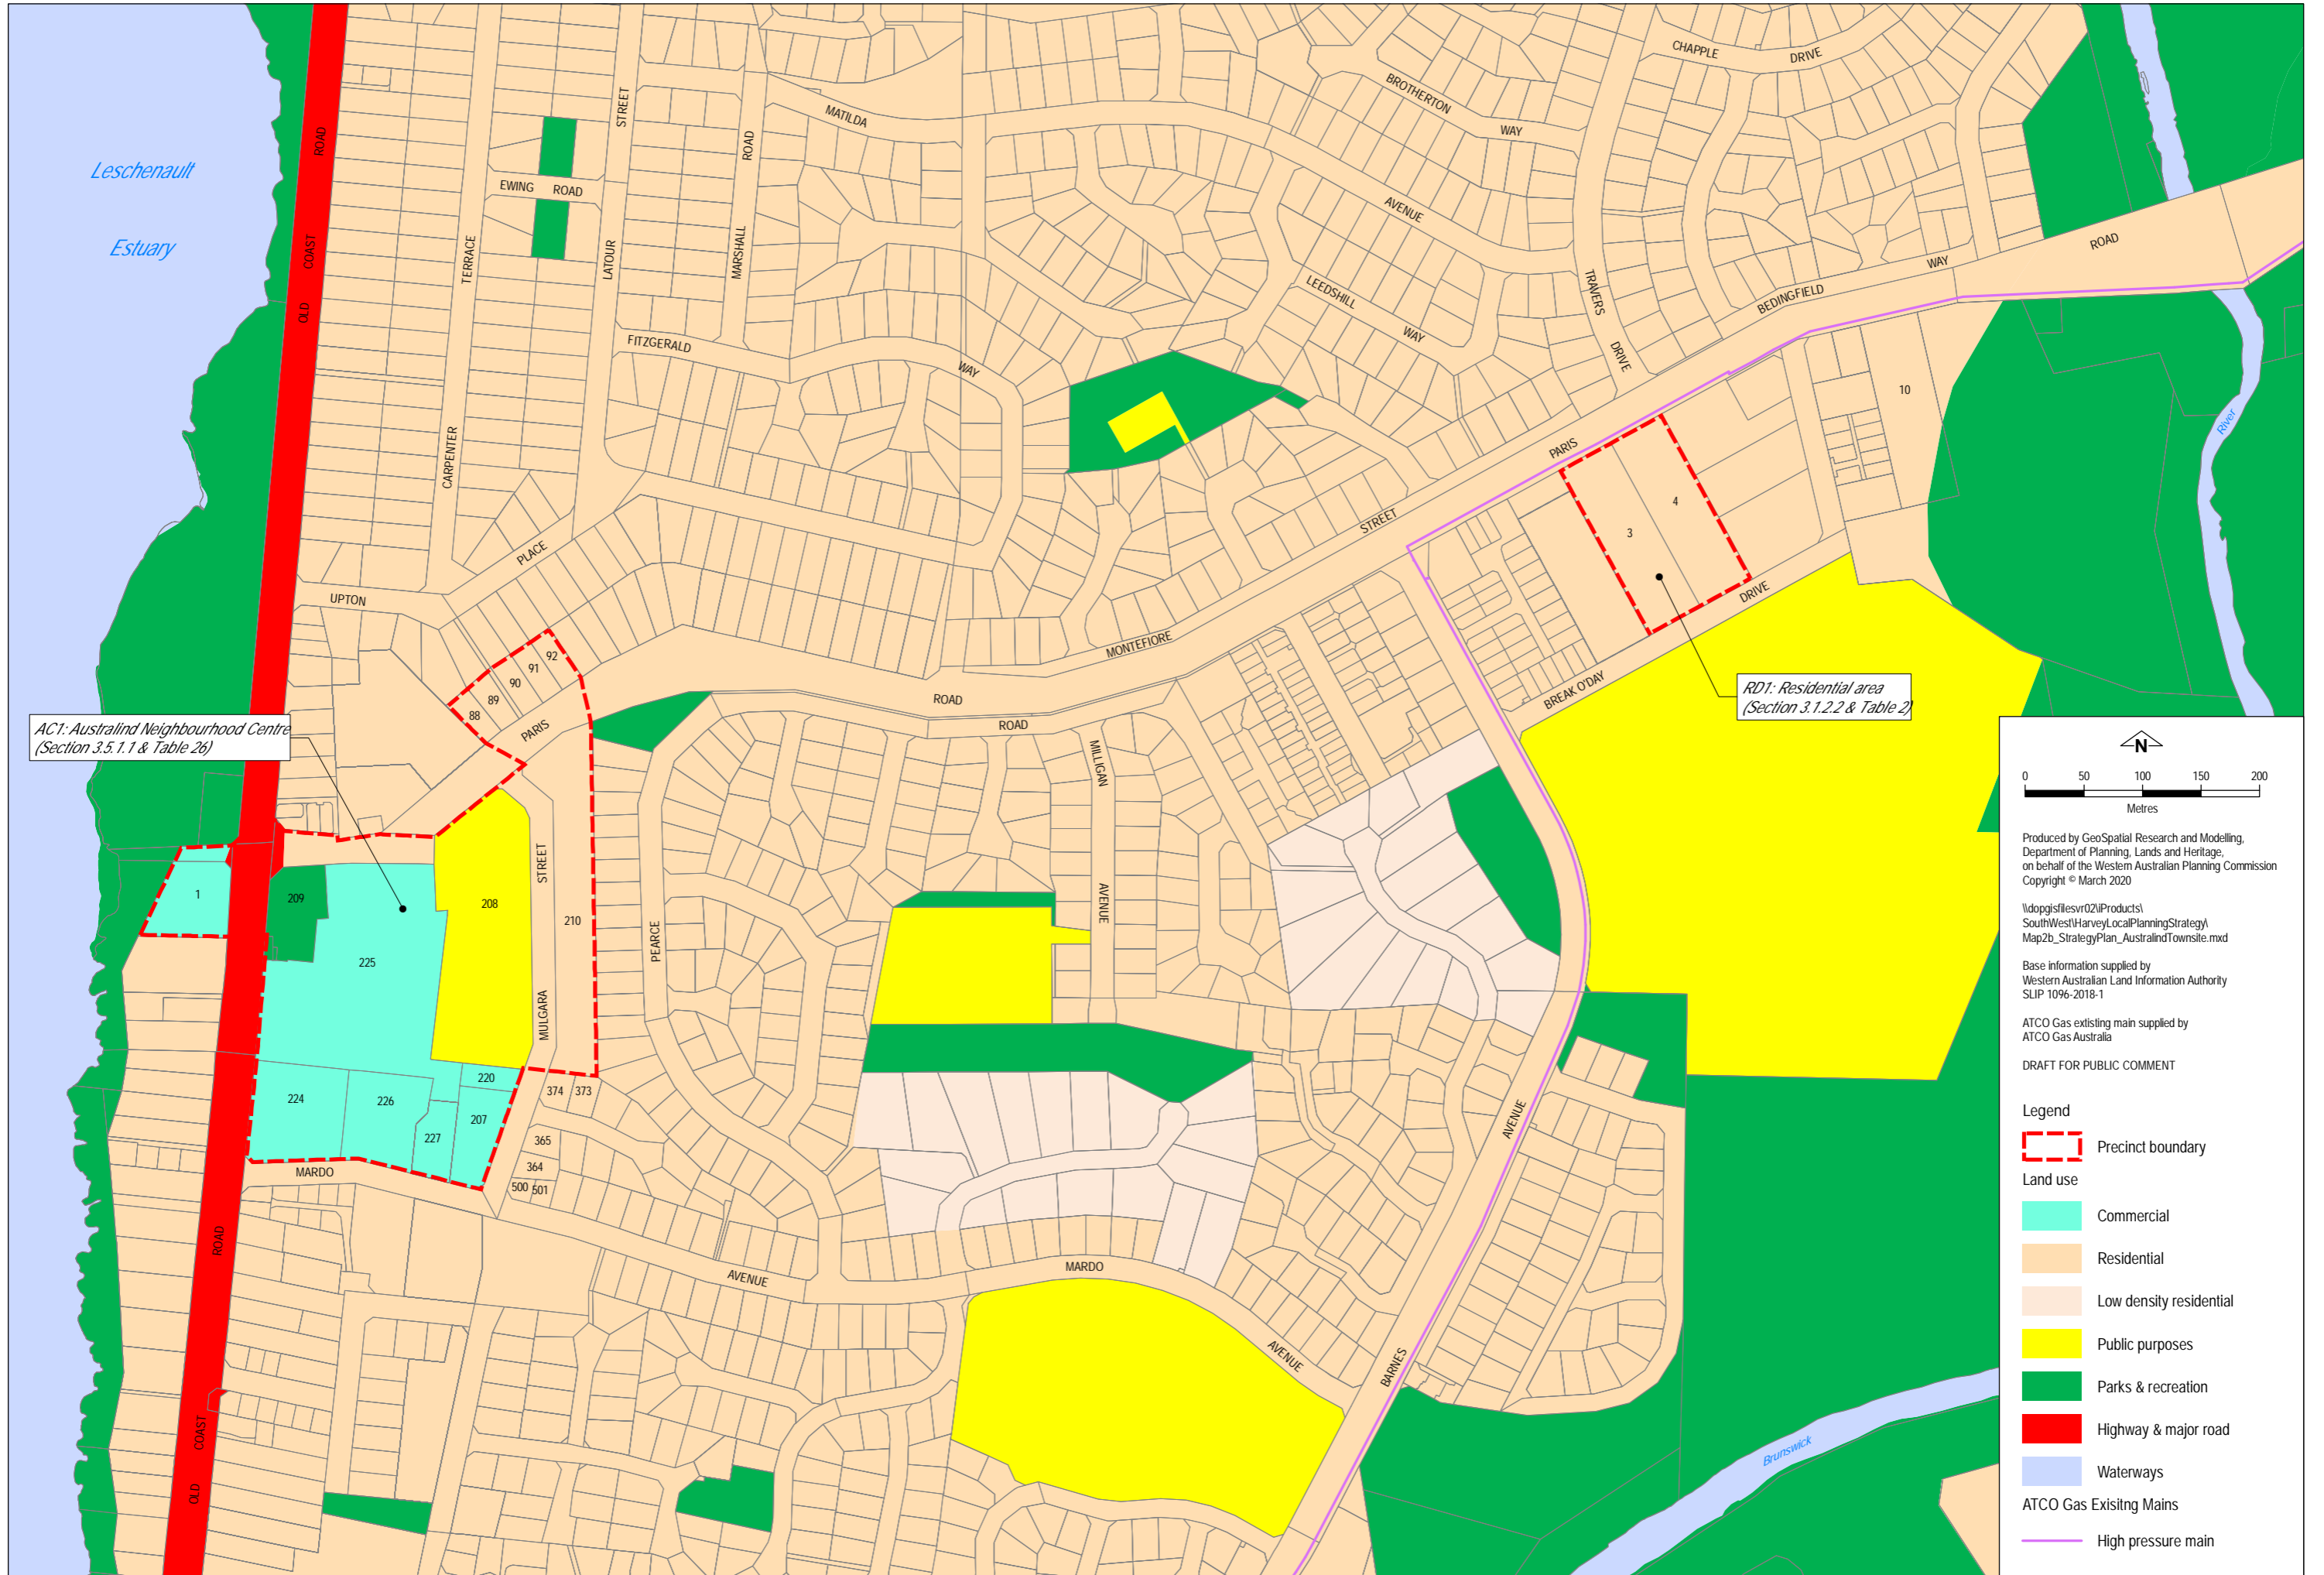 CHAPPLE
DRIVE
BROTHERTON
WAY
MATILDA
AVENUE
STREET
ROAD
EWING ROAD
Leschenault
Estuary
ROAD
COAST
OLD
TERRACE
LATOUR
MARSHALL
CARPENTER
FITZGERALD
WAY
LEEDSHILL
WAY
TRAVERS
DRIVE
BEDINGFIELD
WAY
ROAD
10
River
PARIS
STREET
4
3
PLACE
UPTON
MONTEFIORE
DRIVE
BREAK O'DAY
RD1: Residential area
(Section 3.1.2.2 & Table 2)
92
91
90
89
88
PARIS
ROAD
ROAD
AC1: Australind Neighbourhood Centre
(Section 3.5.1.1 & Table 26)
MILLIGAN
AVENUE
STREET
MULGARA
PEARCE
1
209
208
210
225
220
224
226
227
207
374
373
365
364
500
501
MARDO
AVENUE
MARDO
AVENUE
AVENUE
BARNES
ROAD
COAST
OLD
Brunswick
N
0 50 100 150 200
Metres
Produced by GeoSpatial Research and Modelling,
Department of Planning, Lands and Heritage,
on behalf of the Western Australian Planning Commission
Copyright © March 2020
\\dopgisfilesvr02\iProducts\
SouthWest\HarveyLocalPlanningStrategy\
Map2b_StrategyPlan_AustralindTownsite.mxd
Base information supplied by
Western Australian Land Information Authority
SLIP 1096-2018-1
ATCO Gas extisting main supplied by
ATCO Gas Australia
DRAFT FOR PUBLIC COMMENT
Legend
Precinct boundary
Land use
Commercial
Residential
Low density residential
Public purposes
Parks & recreation
Highway & major road
Waterways
ATCO Gas Exisitng Mains
High pressure main